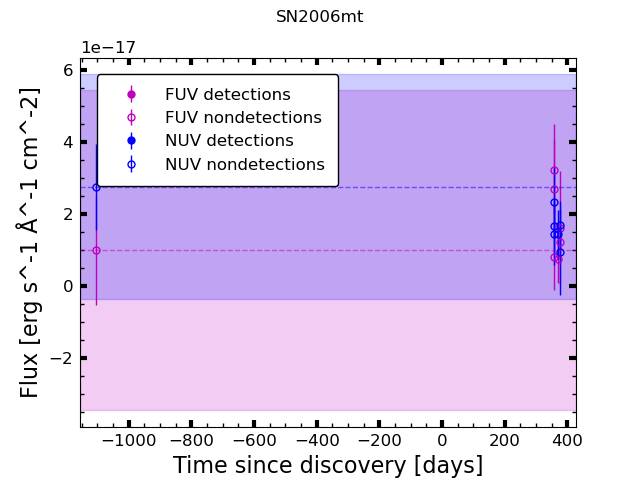 SN2006mt
1e−17
6
4
2
0
−2
Flux [erg s^-1 Å^-1 cm^-2]
FUV detections
FUV nondetections
NUV detections
NUV nondetections
−1000 −800 −600 −400 −200 0 200 400
Time since discovery [days]